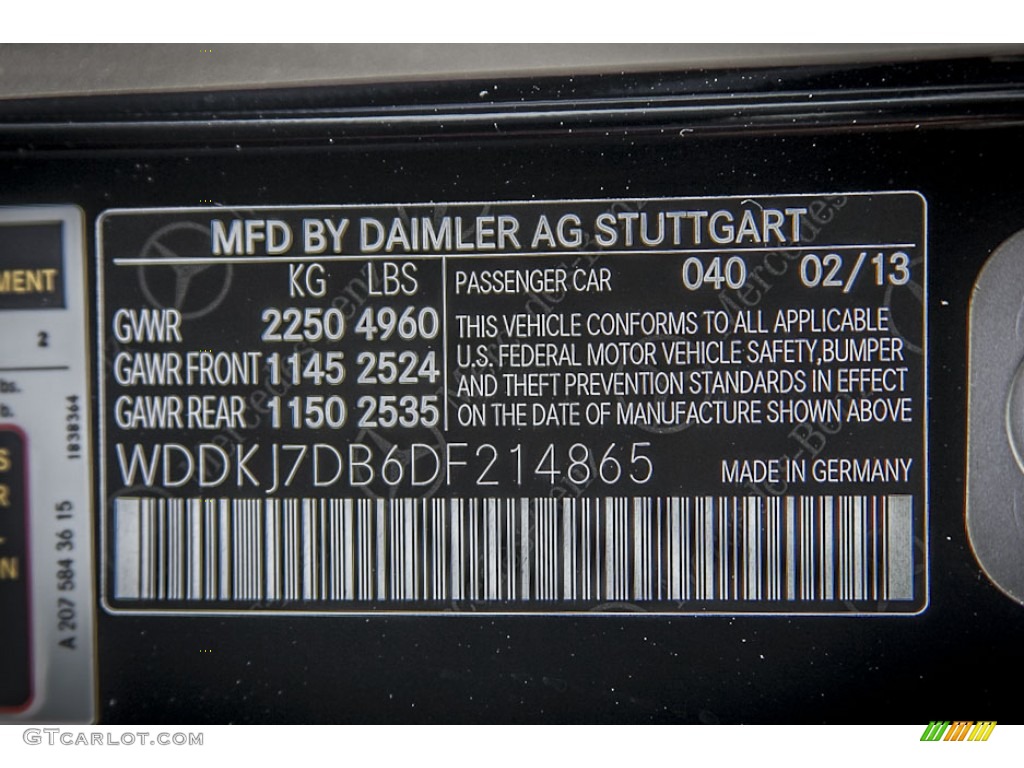 MFD BY DAIMLER AG STUTTGART
KG LBS
GVWR 2250 4960
GAWR FRONT 1145 2524
GAWR REAR 1150 2535
PASSENGER CAR 040 02/13
THIS VEHICLE CONFORMS TO ALL APPLICABLE
U.S. FEDERAL MOTOR VEHICLE SAFETY,BUMPER
AND THEFT PREVENTION STANDARDS IN EFFECT
ON THE DATE OF MANUFACTURE SHOWN ABOVE
WDDKJ7DB6DF214865 MADE IN GERMANY
2
lbs.
1838364
A 207 584 36 15
GTCARLOT.COM